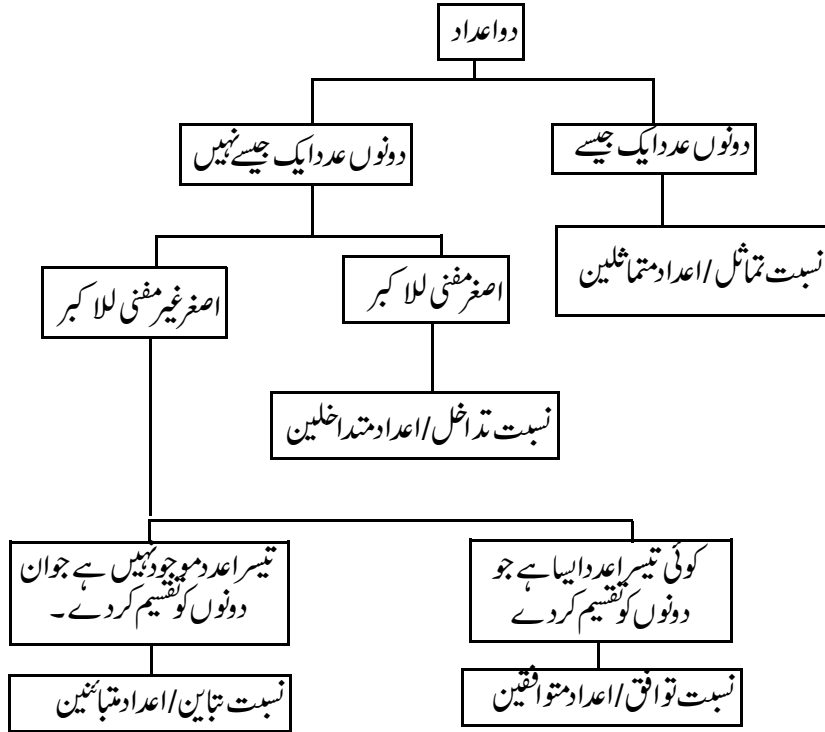 دو اعداد
دونوں عدد ایک جیسے
دونوں عدد ایک جیسے نہیں
نسبت تماثل/اعداد متماثلین
اصغر مفنی للاکبر
اصغر غیر مفنی للاکبر
نسبت تداخل/اعداد متداخلین
کوئی تیسرا عدد ایسا ہے جو
دونوں کو تقسیم کردے
تیسرا عدد موجود نہیں ہے جو ان
دونوں کو تقسیم کردے۔
نسبت توافق/اعداد متوافقین
نسبت تباین/اعداد متبائنین